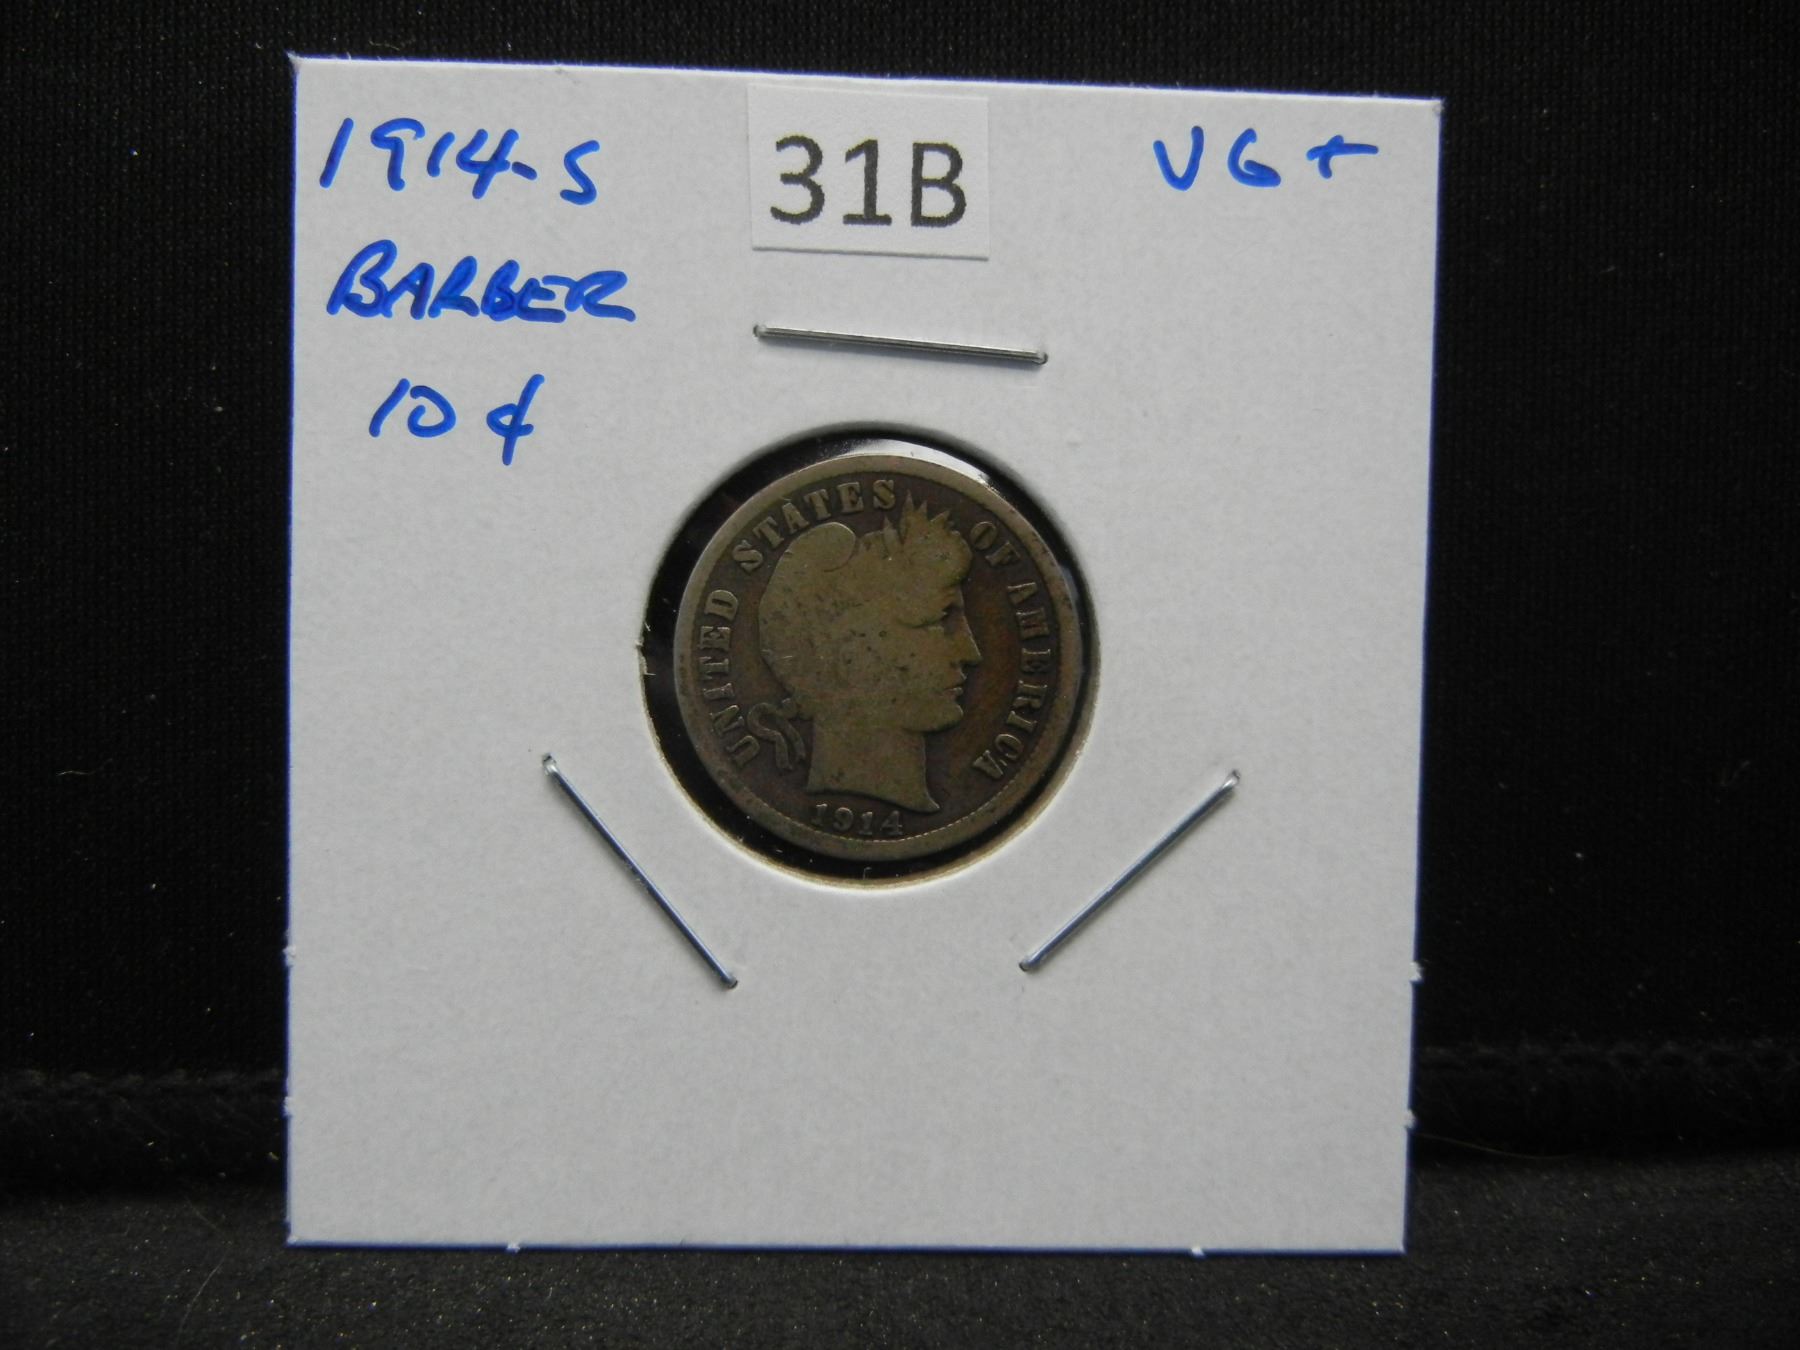 1914-S
31B
VG+
BARBER
10¢
UNITED STATES OF AMERICA
1914